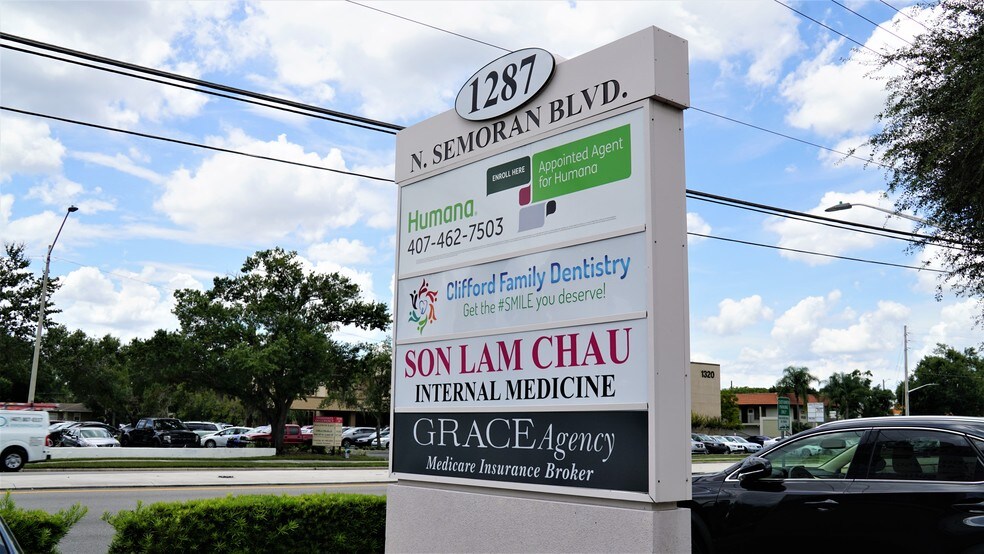 1287
N. SEMORAN BLVD.
ENROLL HERE
Appointed Agent
for Humana
Humana
407-462-7503
Clifford Family Dentistry
Get the #SMILE you deserve!
SON LAM CHAU
INTERNAL MEDICINE
GRACE Agency
Medicare Insurance Broker
1320